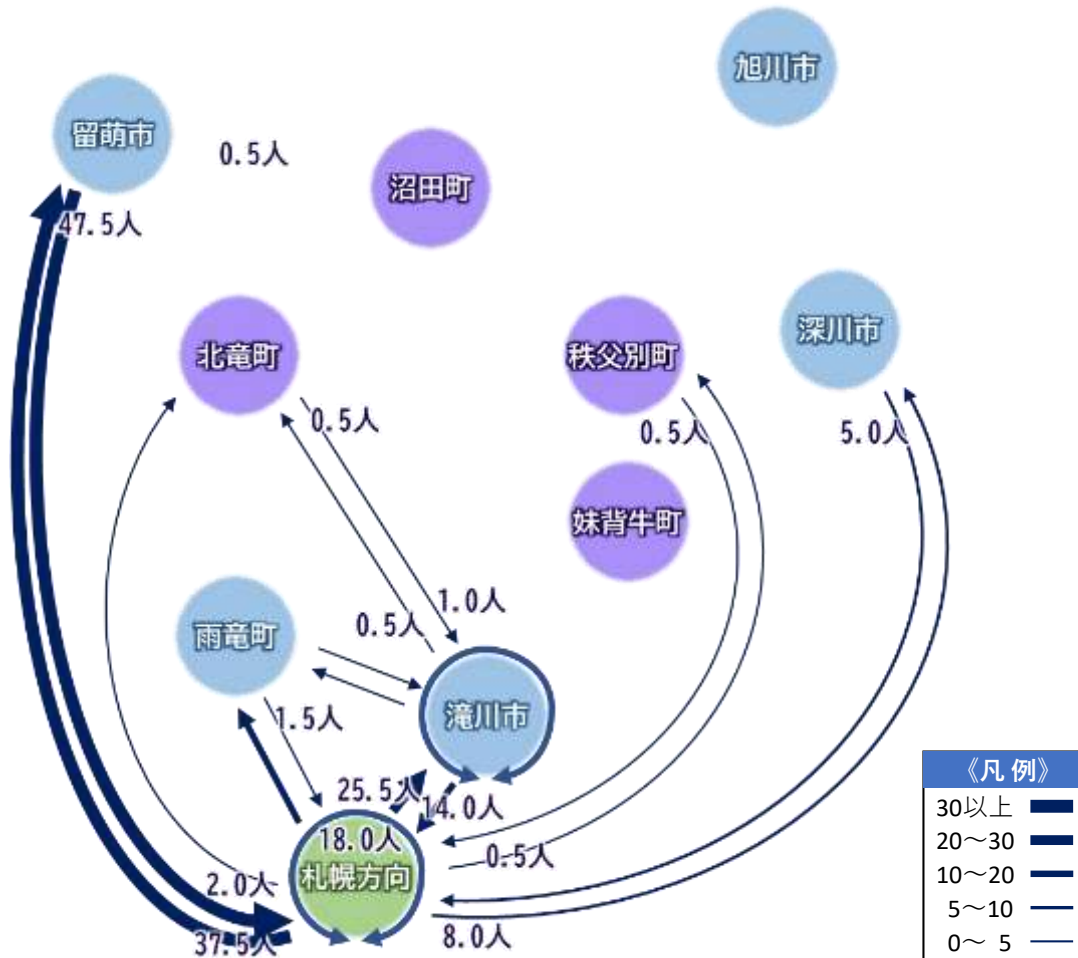 旭川市
留萌市
0.5人
沼田町
47.5人
深川市
北竜町
秩父別町
0.5人
0.5人
5.0人
妹背牛町
1.0人
0.5人
雨竜町
滝川市
1.5人
25.5人
14.0人
18.0人
0.5人
札幌方向
2.0人
37.5人
8.0人
《凡 例》
30以上
20～30
10～20
5～10
0～ 5